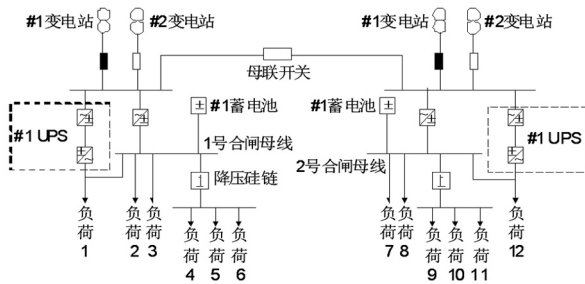 #1变电站
#2变电站
#1变电站
#2变电站
母联开关
#1 UPS
#1蓄电池
#1蓄电池
#1 UPS
1号合闸母线
2号合闸母线
降压硅链
负荷1
负荷2
负荷3
负荷4
负荷5
负荷6
负荷7
负荷8
负荷9
负荷10
负荷11
负荷12